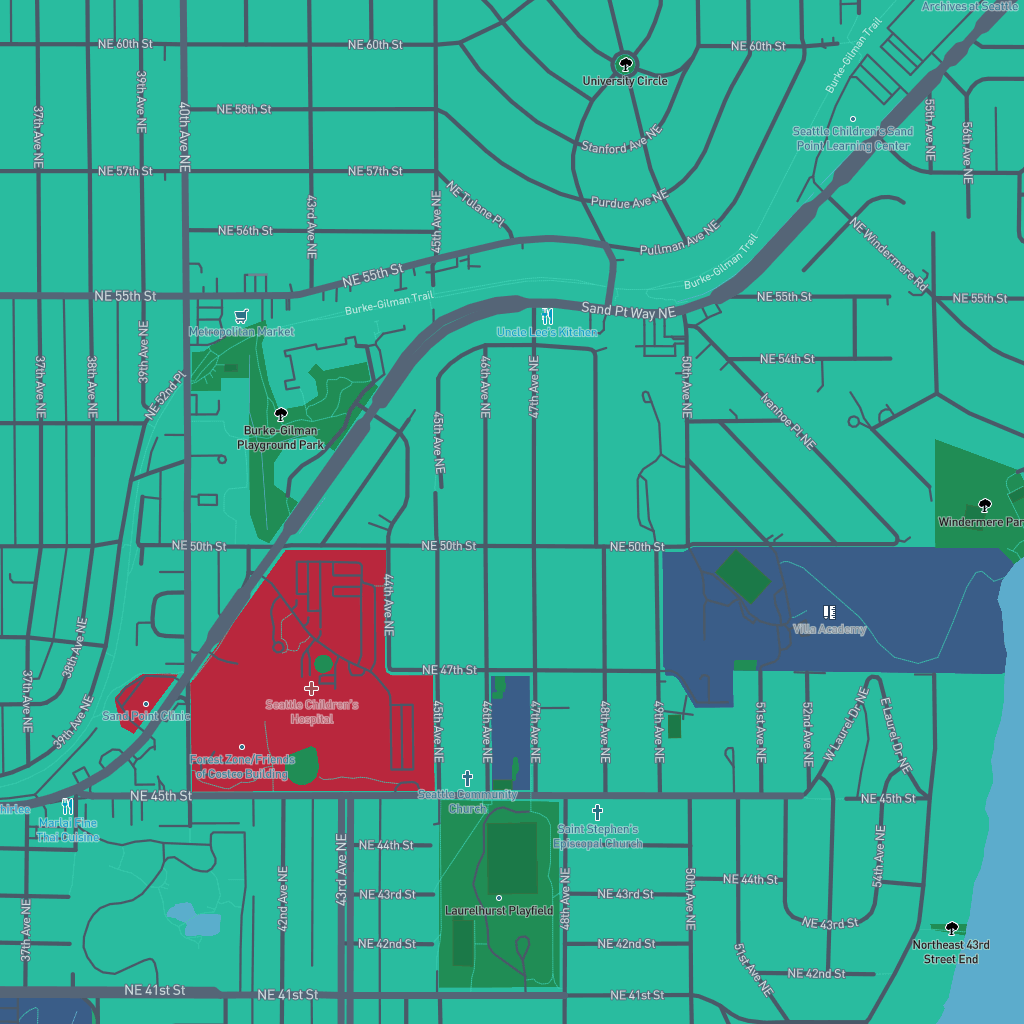 Archives at Seattle
NE 60th St
NE 60th St
NE 60th St
Burke-Gilman Trail
University Circle
39th Ave NE
37th Ave NE
40th Ave NE
NE 58th St
55th Ave NE
56th Ave NE
Seattle Children's Sand
Point Learning Center
Stanford Ave NE
NE 57th St
NE 57th St
NE Tulane Pl
Purdue Ave NE
43rd Ave NE
45th Ave NE
NE 56th St
Pullman Ave NE
NE Windermere Rd
Burke-Gilman Trail
NE 55th St
NE 55th St
Burke-Gilman Trail
NE 55th St
NE 55th St
Sand Pt Way NE
Metropolitan Market
Uncle Lee's Kitchen
39th Ave NE
37th Ave NE
38th Ave NE
NE 52nd Pl
46th Ave NE
47th Ave NE
50th Ave NE
NE 54th St
Ivanhoe Pl NE
45th Ave NE
Burke-Gilman
Playground Park
Windermere Par
NE 50th St
NE 50th St
NE 50th St
44th Ave NE
Villa Academy
38th Ave NE
37th Ave NE
39th Ave NE
NE 47th St
Seattle Children's
Hospital
Sand Point Clinic
45th Ave NE
46th Ave NE
47th Ave NE
48th Ave NE
49th Ave NE
51st Ave NE
52nd Ave NE
W Laurel Dr NE
E Laurel Dr NE
Forest Zone/Friends
of Costco Building
NE 45th St
Seattle Community
Church
NE 45th St
hirlee
Marlai Fine
Thai Cuisine
Saint Stephen's
Episcopal Church
43rd Ave NE
NE 44th St
54th Ave NE
42nd Ave NE
NE 43rd St
48th Ave NE
NE 43rd St
50th Ave NE
NE 44th St
Laurelhurst Playfield
NE 43rd St
37th Ave NE
NE 42nd St
NE 42nd St
51st Ave NE
NE 42nd St
Northeast 43rd
Street End
NE 41st St
NE 41st St
NE 41st St